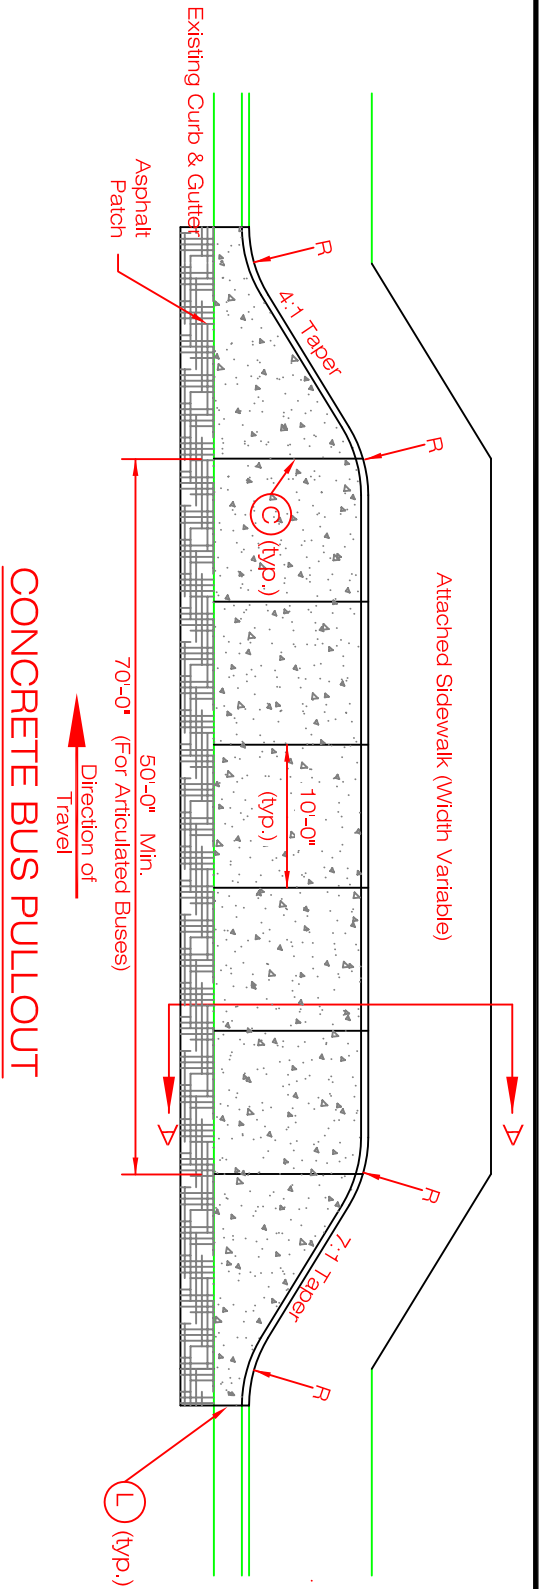 Existing Curb & Gutter
Asphalt
Patch
R
4:1 Taper
R
C (typ.)
Attached Sidewalk (Width Variable)
10'-0"
(typ.)
50'-0" Min.
70'-0" (For Articulated Buses)
Direction of
Travel
A
A
R
7:1 Taper
R
L (typ.)
CONCRETE BUS PULLOUT